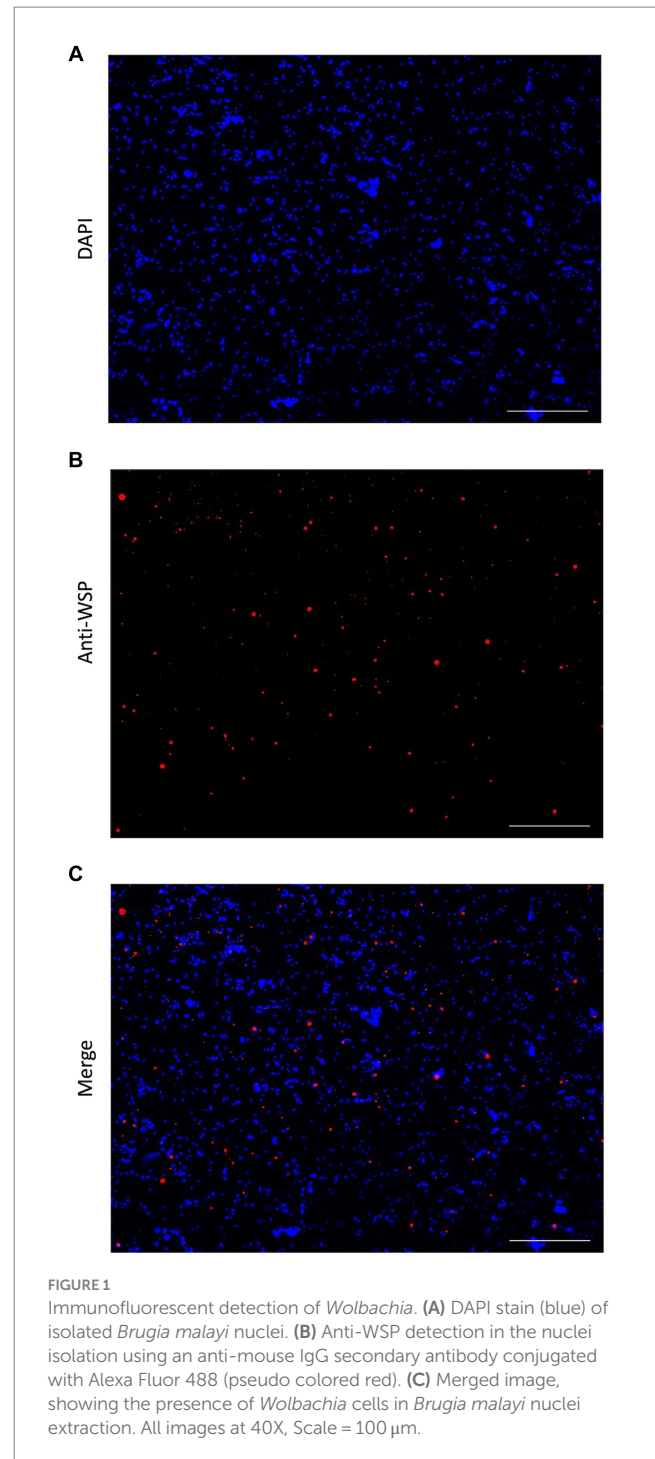 A
DAPI
B
Anti-WSP
C
Merge
FIGURE 1
Immunofluorescent detection of Wolbachia. (A) DAPI stain (blue) of
isolated Brugia malayi nuclei. (B) Anti-WSP detection in the nuclei
isolation using an anti-mouse IgG secondary antibody conjugated
with Alexa Fluor 488 (pseudo colored red). (C) Merged image,
showing the presence of Wolbachia cells in Brugia malayi nuclei
extraction. All images at 40X, Scale = 100 μm.